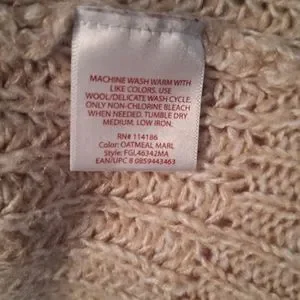 MACHINE WASH WARM WITH
LIKE COLORS. USE
WOOL/DELICATE WASH CYCLE.
ONLY NON-CHLORINE BLEACH
WHEN NEEDED. TUMBLE DRY
MEDIUM. LOW IRON.
RN# 114186
Color: OATMEAL MARL
Style: FGL46342MA
EAN/UPC 8 0859443463